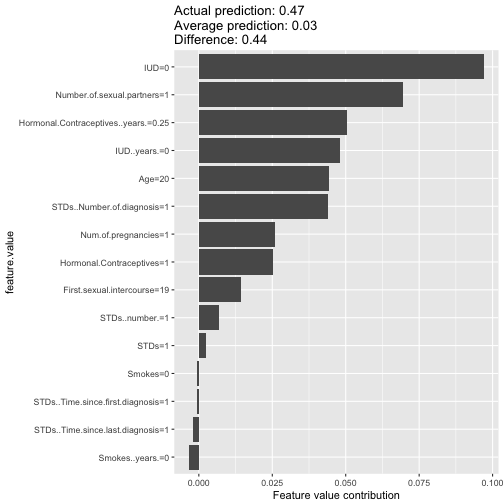 Actual prediction: 0.47
Average prediction: 0.03
Difference: 0.44
feature.value
IUD=0
Number.of.sexual.partners=1
Hormonal.Contraceptives..years.=0.25
IUD..years.=0
Age=20
STDs..Number.of.diagnosis=1
Num.of.pregnancies=1
Hormonal.Contraceptives=1
First.sexual.intercourse=19
STDs..number.=1
STDs=1
Smokes=0
STDs..Time.since.first.diagnosis=1
STDs..Time.since.last.diagnosis=1
Smokes..years.=0
0.000 0.025 0.050 0.075 0.100
Feature value contribution